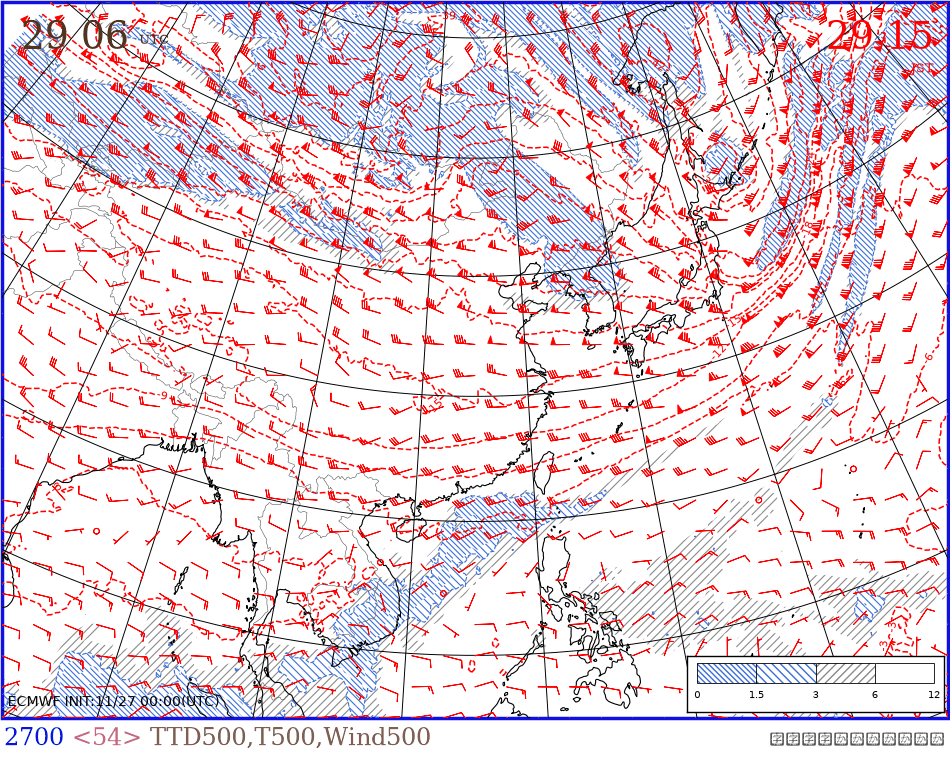 29 06 UTC
29 15 JST
ECMWF INIT:11/27 00:00(UTC)
0 1.5 3 6 12
2700 <54> TTD500,T500,Wind500